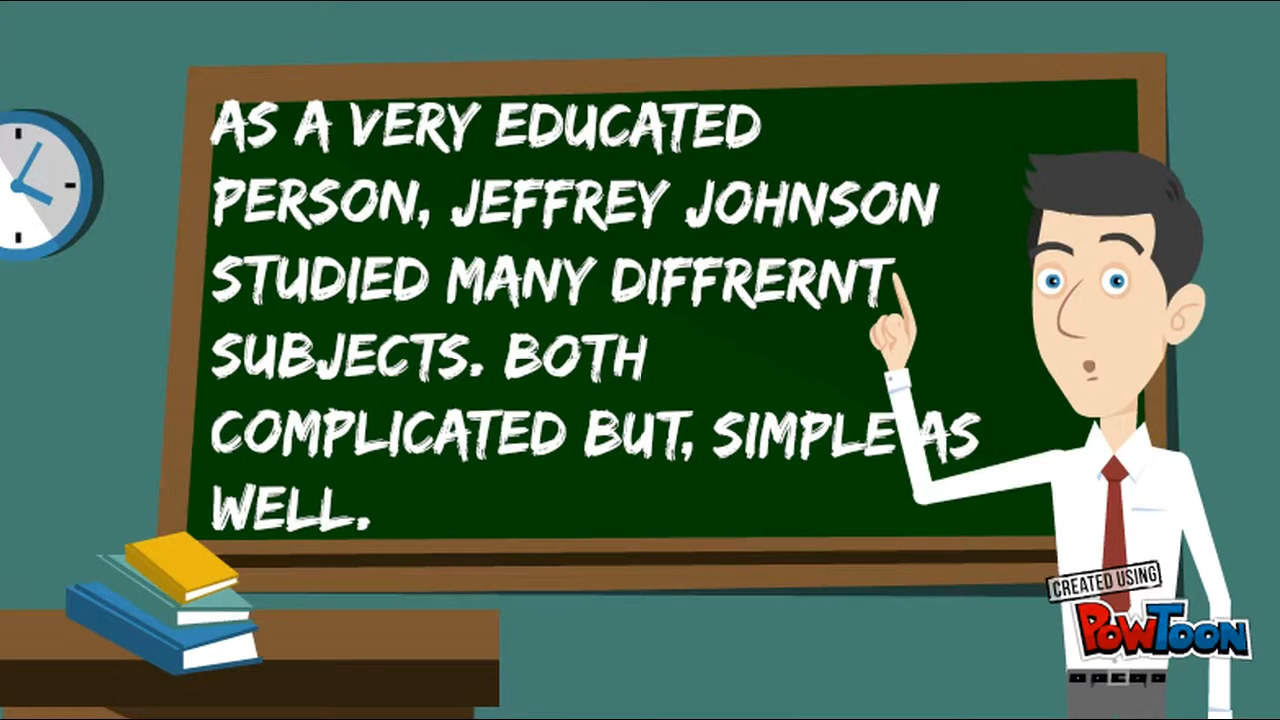 AS A VERY EDUCATED
PERSON, JEFFREY JOHNSON
STUDIED MANY DIFFRERNT
SUBJECTS. BOTH
COMPLICATED BUT, SIMPLE AS
WELL.
CREATED USING
POWTOON